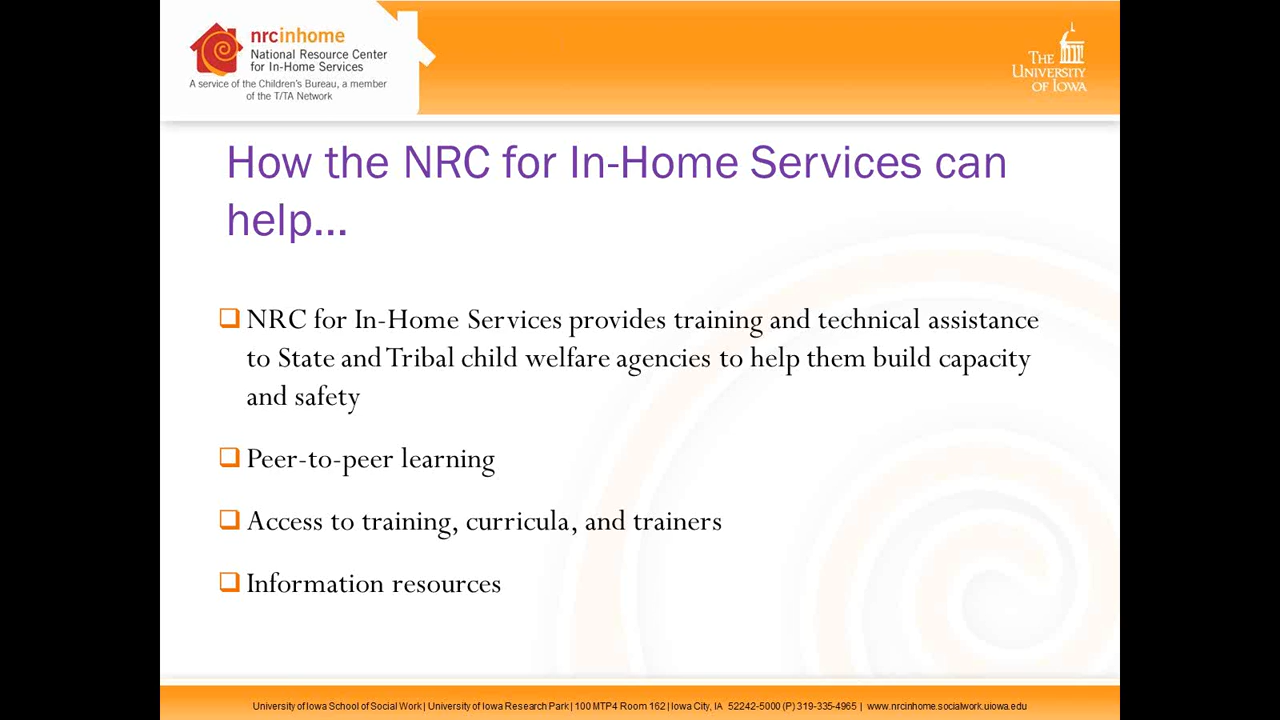 nrcinhome
National Resource Center
for In-Home Services
A service of the Children's Bureau, a member
of the T/TA Network
THE
UNIVERSITY
OF IOWA
How the NRC for In-Home Services can
help...
NRC for In-Home Services provides training and technical assistance
to State and Tribal child welfare agencies to help them build capacity
and safety
Peer-to-peer learning
Access to training, curricula, and trainers
Information resources
University of Iowa School of Social Work | University of Iowa Research Park | 100 MTP4 Room 162 | Iowa City, IA 52242-5000 (P) 319-335-4965 | www.nrcinhome.socialwork.uiowa.edu